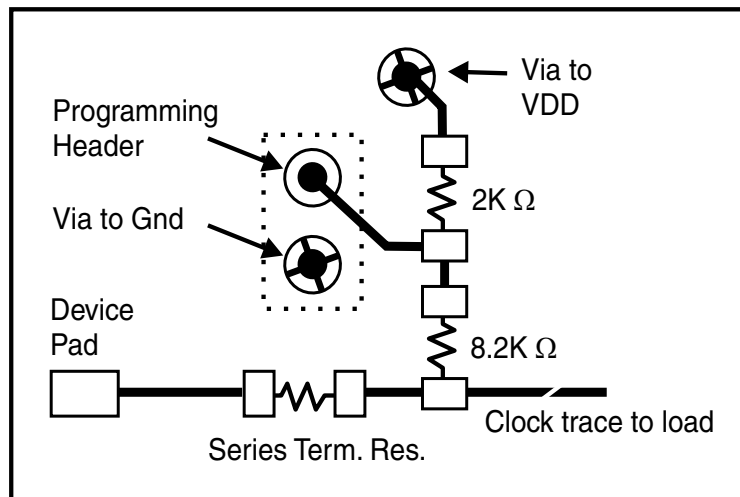 Via to
VDD
Programming
Header
2K Ω
Via to Gnd
Device
Pad
8.2K Ω
Clock trace to load
Series Term. Res.